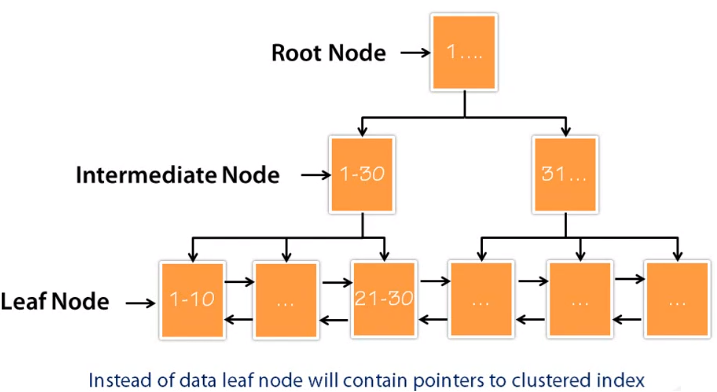 Root Node
1....
Intermediate Node
1-30
31...
Leaf Node
1-10
...
21-30
...
...
...
Instead of data leaf node will contain pointers to clustered index